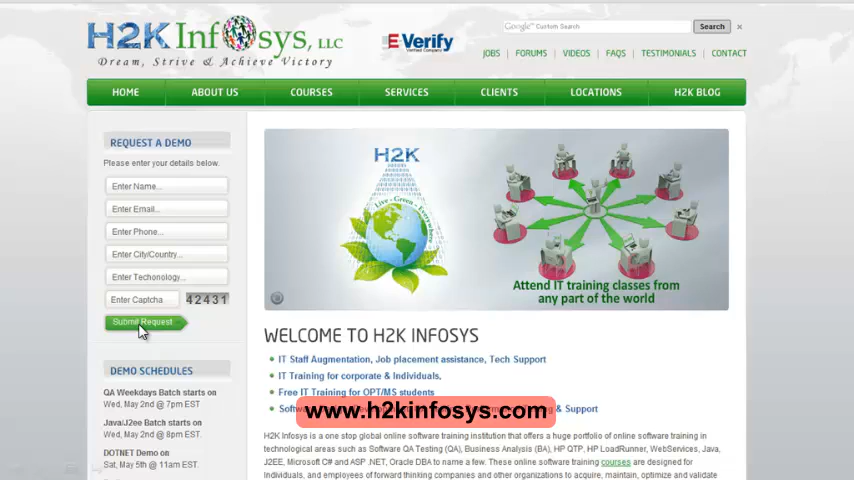 H2K Infosys, LLC
Dream, Strive & Achieve Victory
E Verify
Google™ Custom Search
Search
×
JOBS FORUMS VIDEOS FAQS TESTIMONIALS CONTACT
HOME ABOUT US COURSES SERVICES CLIENTS LOCATIONS H2K BLOG
REQUEST A DEMO
Please enter your details below.
Enter Name...
Enter Email...
Enter Phone...
Enter City/Country...
Enter Techonology...
Enter Captcha 42431
Submit Request
DEMO SCHEDULES
QA Weekdays Batch starts on
Wed, May 2nd @ 7pm EST.
Java/J2ee Batch starts on
Wed, May 2nd @ 8pm EST.
DOTNET Demo on
Sat, May 5th @ 11am EST.
H2K
Live - Green - Everywhere
Attend IT training classes from
any part of the world
WELCOME TO H2K INFOSYS
IT Staff Augmentation, Job placement assistance, Tech Support
IT Training for corporate & Individuals,
Free IT Training for OPT/MS students
& Support
www.h2kinfosys.com
H2K Infosys is a one stop global online software training institution that offers a huge portfolio of online software training in
technological areas such as Software QA Testing (QA), Business Analysis (BA), HP QTP, HP LoadRunner, WebServices, Java,
J2EE, Microsoft C# and ASP .NET, Oracle DBA to name a few. These online software training courses are designed for
Individuals, and employees of forward thinking companies and other organizations to acquire, maintain, optimize and validate